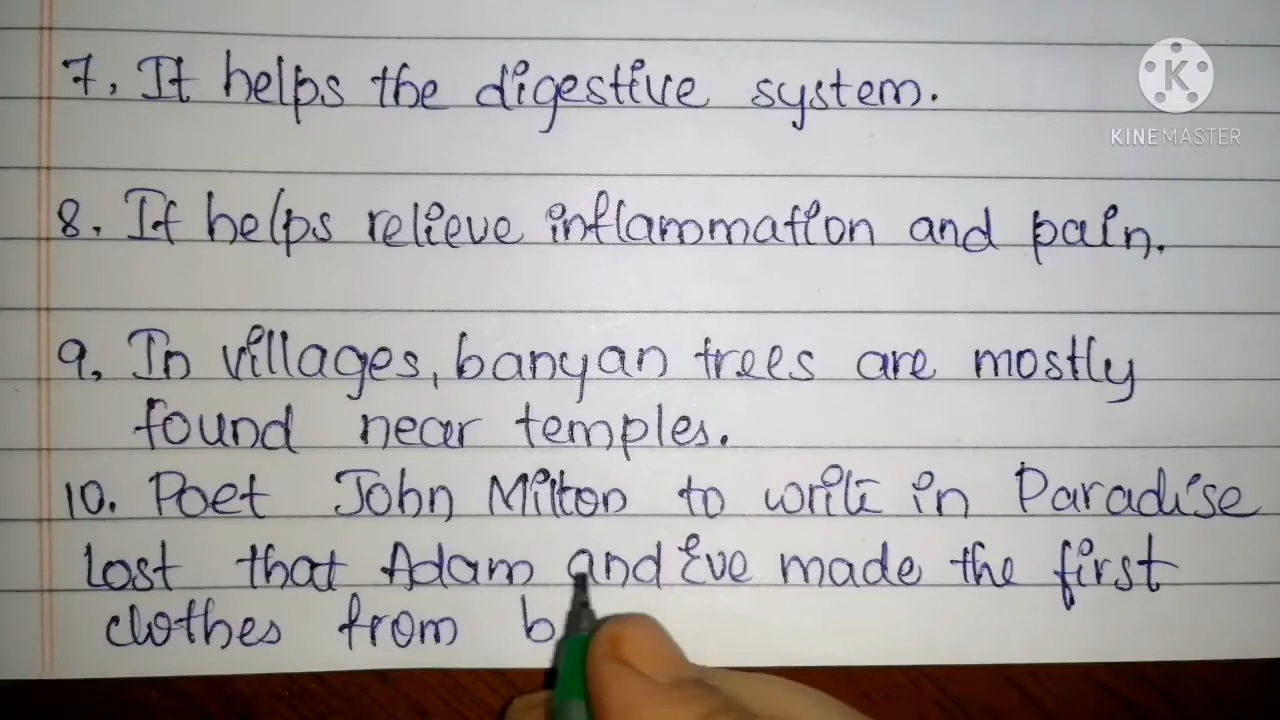 7. It helps the digestive system.
KINEMASTER
8. It helps relieve inflammation and pain.
9. In villages, banyan trees are mostly
found near temples.
10. Poet John Milton to write in Paradise
Lost that Adam and Eve made the first
clothes from b